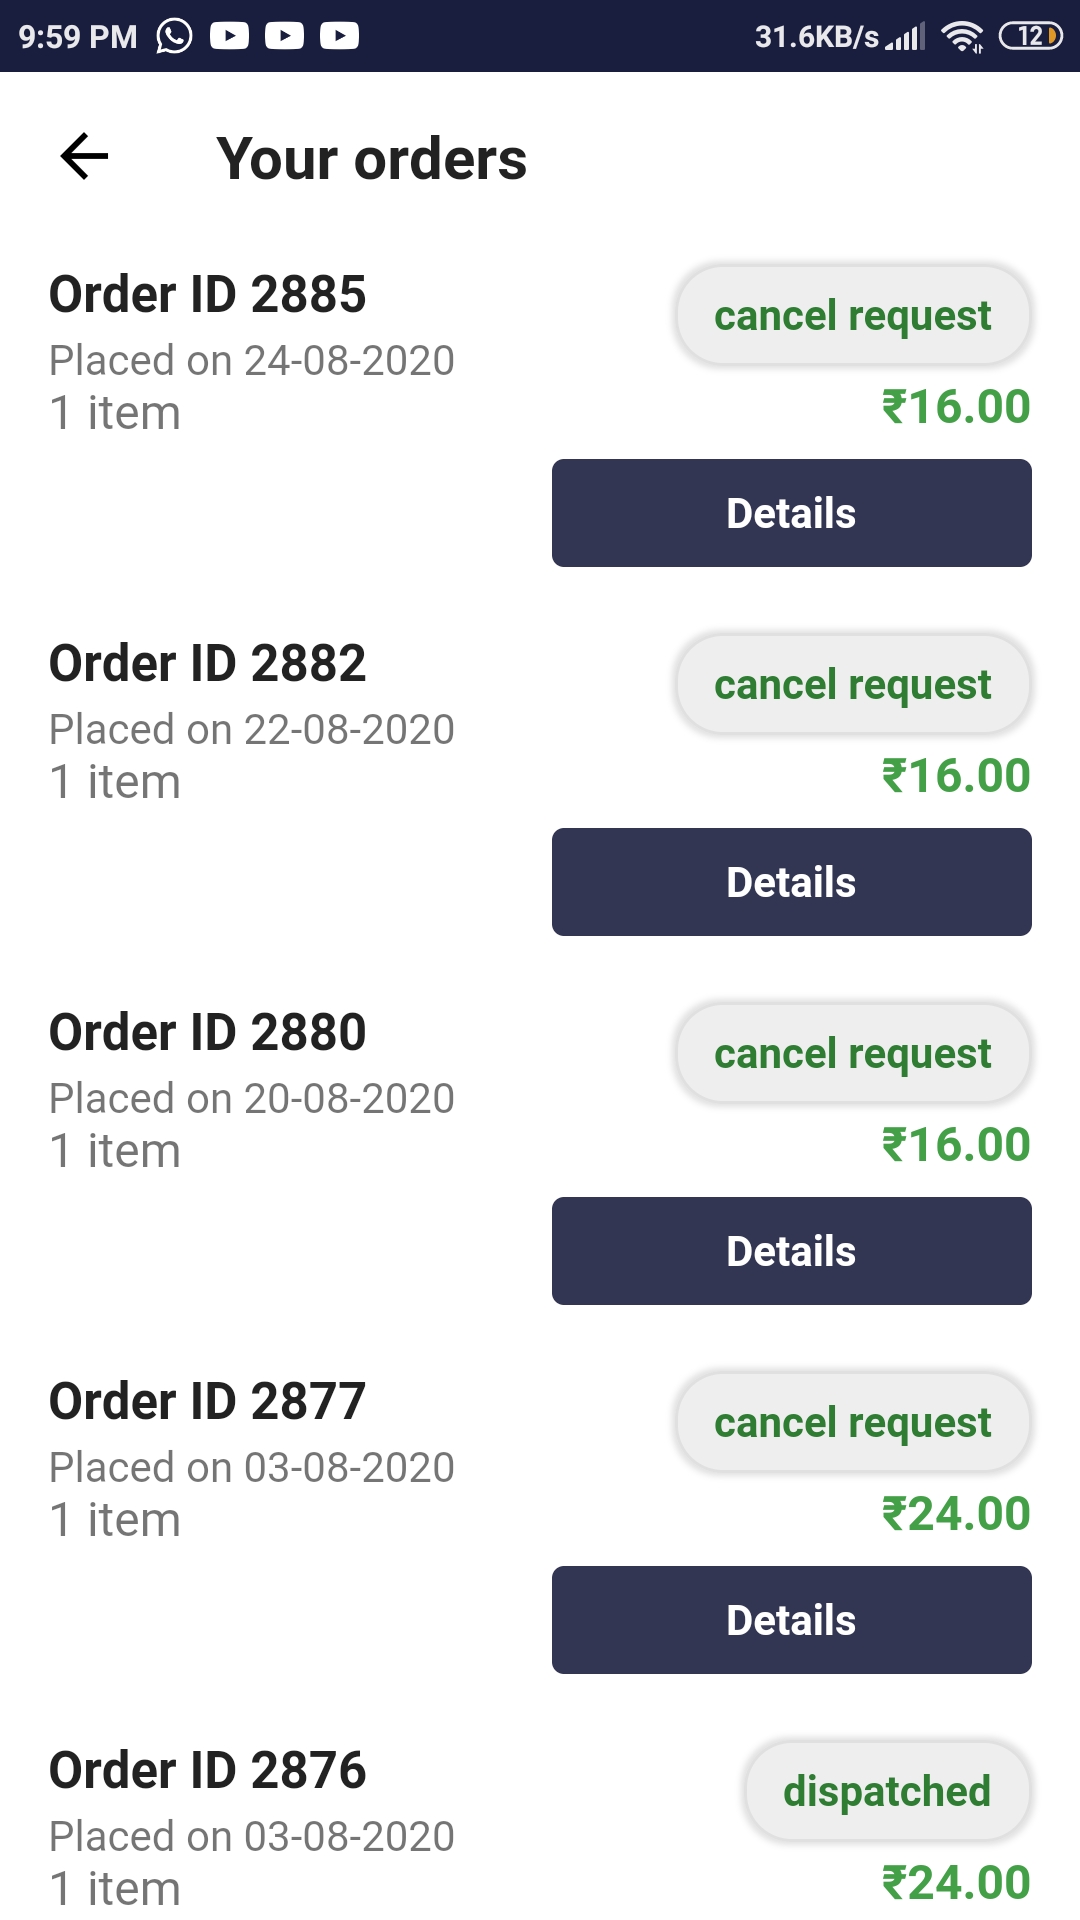 9:59 PM 31.6KB/s 12
Your orders
Order ID 2885
cancel request
Placed on 24-08-2020
1 item
₹16.00
Details
Order ID 2882
cancel request
Placed on 22-08-2020
1 item
₹16.00
Details
Order ID 2880
cancel request
Placed on 20-08-2020
1 item
₹16.00
Details
Order ID 2877
cancel request
Placed on 03-08-2020
1 item
₹24.00
Details
Order ID 2876
dispatched
Placed on 03-08-2020
1 item
₹24.00